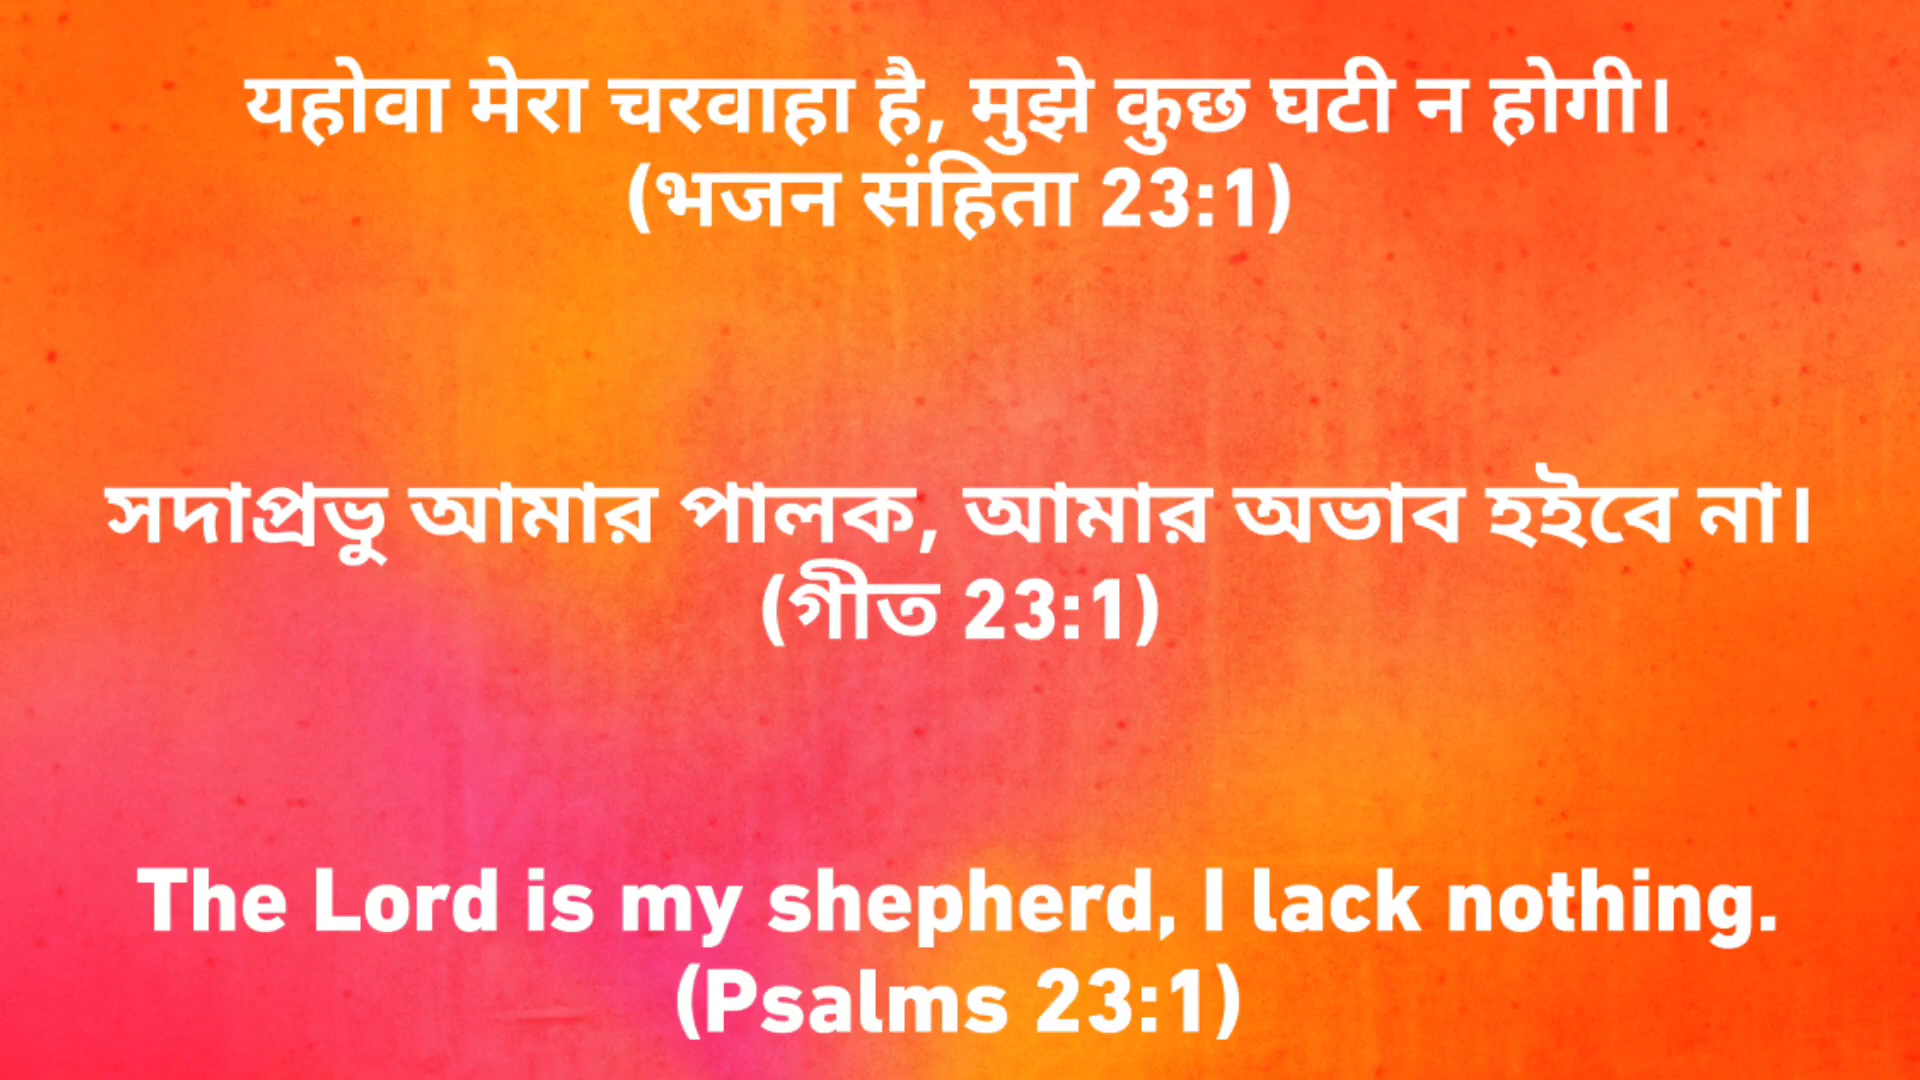 यहोवा मेरा चरवाहा है, मुझे कुछ घटी न होगी।
(भजन संहिता 23:1)
সদাপ্রভু আমার পালক, আমার অভাব হইবে না।
(গীত 23:1)
The Lord is my shepherd, I lack nothing.
(Psalms 23:1)